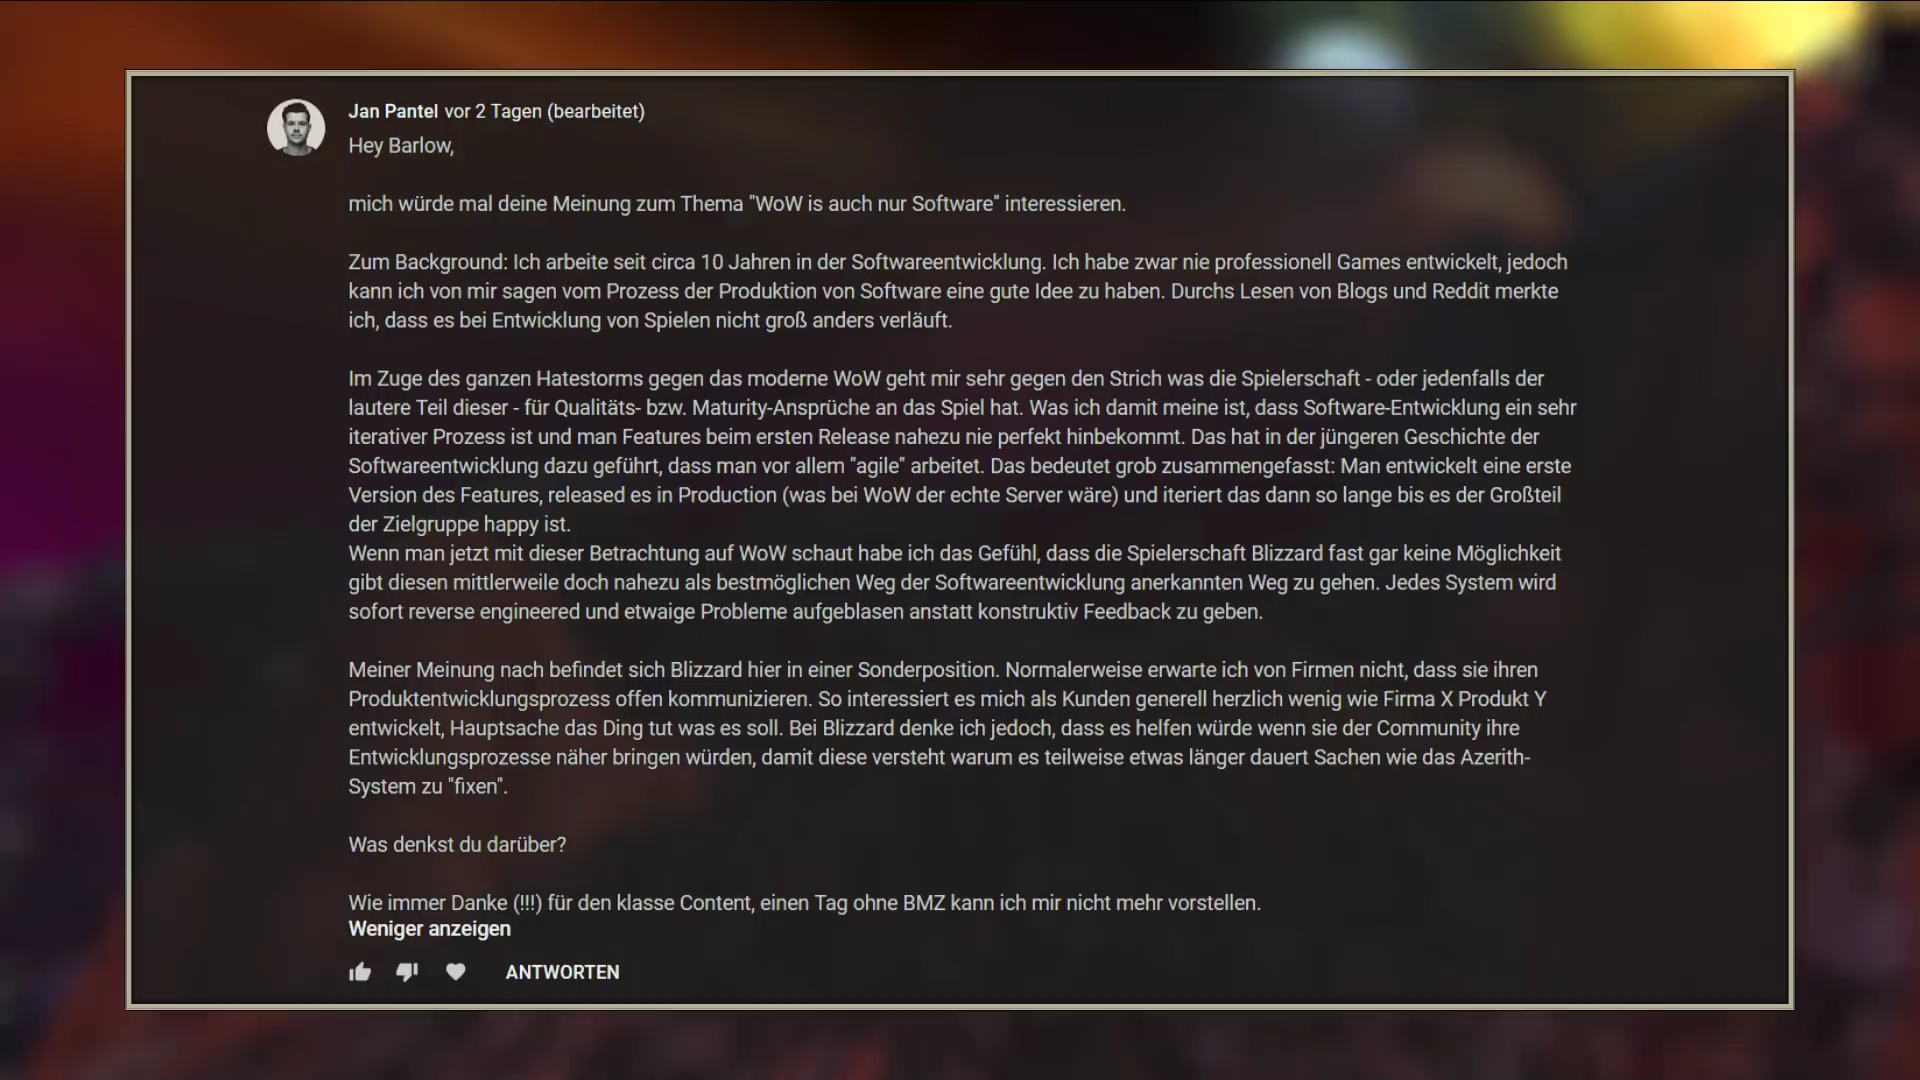 Jan Pantel vor 2 Tagen (bearbeitet)
Hey Barlow,
mich würde mal deine Meinung zum Thema "WoW is auch nur Software" interessieren.
Zum Background: Ich arbeite seit circa 10 Jahren in der Softwareentwicklung. Ich habe zwar nie professionell Games entwickelt, jedoch
kann ich von mir sagen vom Prozess der Produktion von Software eine gute Idee zu haben. Durchs Lesen von Blogs und Reddit merkte
ich, dass es bei Entwicklung von Spielen nicht groß anders verläuft.
Im Zuge des ganzen Hatestorms gegen das moderne WoW geht mir sehr gegen den Strich was die Spielerschaft - oder jedenfalls der
lautere Teil dieser - für Qualitäts- bzw. Maturity-Ansprüche an das Spiel hat. Was ich damit meine ist, dass Software-Entwicklung ein sehr
iterativer Prozess ist und man Features beim ersten Release nahezu nie perfekt hinbekommt. Das hat in der jüngeren Geschichte der
Softwareentwicklung dazu geführt, dass man vor allem "agile" arbeitet. Das bedeutet grob zusammengefasst: Man entwickelt eine erste
Version des Features, released es in Production (was bei WoW der echte Server wäre) und iteriert das dann so lange bis es der Großteil
der Zielgruppe happy ist.
Wenn man jetzt mit dieser Betrachtung auf WoW schaut habe ich das Gefühl, dass die Spielerschaft Blizzard fast gar keine Möglichkeit
gibt diesen mittlerweile doch nahezu als bestmöglichen Weg der Softwareentwicklung anerkannten Weg zu gehen. Jedes System wird
sofort reverse engineered und etwaige Probleme aufgeblasen anstatt konstruktiv Feedback zu geben.
Meiner Meinung nach befindet sich Blizzard hier in einer Sonderposition. Normalerweise erwarte ich von Firmen nicht, dass sie ihren
Produktentwicklungsprozess offen kommunizieren. So interessiert es mich als Kunden generell herzlich wenig wie Firma X Produkt Y
entwickelt, Hauptsache das Ding tut was es soll. Bei Blizzard denke ich jedoch, dass es helfen würde wenn sie der Community ihre
Entwicklungsprozesse näher bringen würden, damit diese versteht warum es teilweise etwas länger dauert Sachen wie das Azerith-
System zu "fixen".
Was denkst du darüber?
Wie immer Danke (!!!) für den klasse Content, einen Tag ohne BMZ kann ich mir nicht mehr vorstellen.
Weniger anzeigen
ANTWORTEN